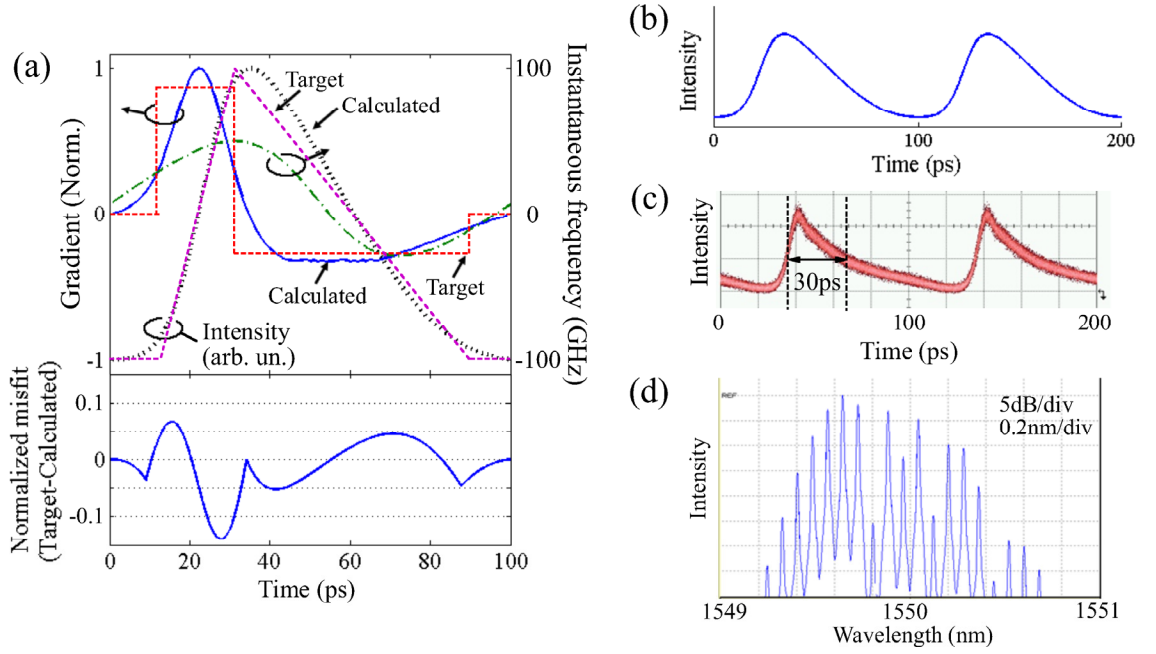 (a)
Gradient (Norm.)
1
0
-1
100
0
-100
Instantaneous frequency (GHz)
Target
Calculated
Calculated
Target
Intensity
(arb. un.)
Normalized misfit
(Target-Calculated)
0.1
0
-0.1
0
20
40
60
80
100
Time (ps)
(b)
Intensity
0
100
200
Time (ps)
(c)
Intensity
30ps
0
100
200
Time (ps)
(d)
Intensity
REF
5dB/div
0.2nm/div
1549
1550
1551
Wavelength (nm)